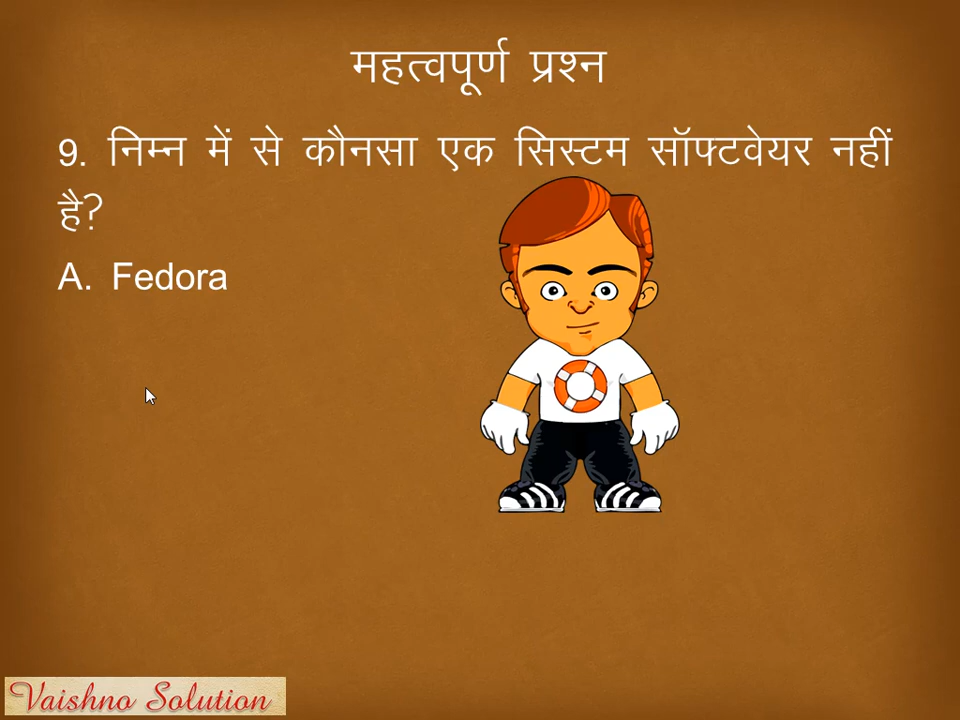 महत्वपूर्ण प्रश्न
9. निम्न में से कौनसा एक सिस्टम सॉफ्टवेयर नहीं
है?
A. Fedora
Vaishno Solution